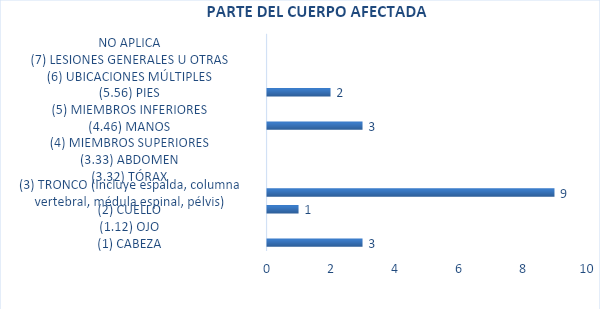 PARTE DEL CUERPO AFECTADA
NO APLICA
(7) LESIONES GENERALES U OTRAS
(6) UBICACIONES MÚLTIPLES
(5.56) PIES
2
(5) MIEMBROS INFERIORES
(4.46) MANOS
3
(4) MIEMBROS SUPERIORES
(3.33) ABDOMEN
(3.32) TÓRAX
(3) TRONCO (Incluye espalda, columna
vertebral, médula espinal, pélvis)
9
(2) CUELLO
1
(1.12) OJO
(1) CABEZA
3
0 2 4 6 8 10